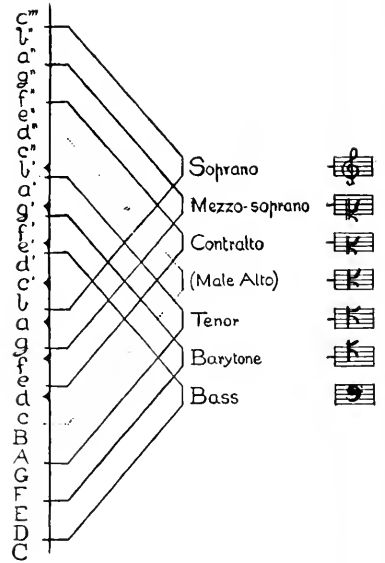 c'''
b''
a''
g''
f''
e''
d''
c''
b'
a'
g'
f'
e'
d'
c'
b
a
g
f
e
d
c
B
A
G
F
E
D
C
Soprano
Mezzo-soprano
Contralto
(Male Alto)
Tenor
Barytone
Bass